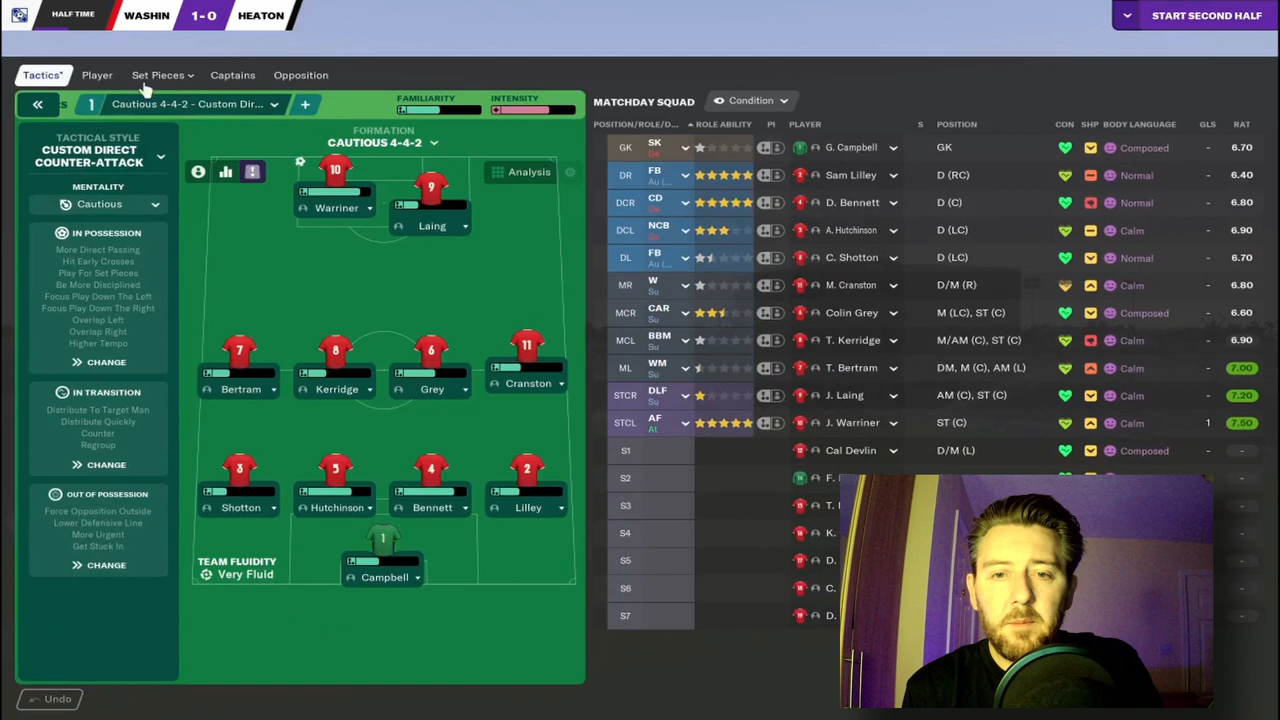 HALF TIME
WASHIN
1-0
HEATON
START SECOND HALF
Tactics*
Player
Set Pieces
Captains
Opposition
1
Cautious 4-4-2 - Custom Dir...
+
FAMILIARITY
INTENSITY
MATCHDAY SQUAD
Condition
TACTICAL STYLE
CUSTOM DIRECT
COUNTER-ATTACK
MENTALITY
Cautious
IN POSSESSION
More Direct Passing
Hit Early Crosses
Play For Set Pieces
Be More Disciplined
Focus Play Down The Left
Focus Play Down The Right
Overlap Left
Overlap Right
Higher Tempo
CHANGE
IN TRANSITION
Distribute To Target Man
Distribute Quickly
Counter
Regroup
CHANGE
OUT OF POSSESSION
Force Opposition Outside
Lower Defensive Line
More Urgent
Get Stuck In
CHANGE
Undo
FORMATION
CAUTIOUS 4-4-2
Analysis
10
Warriner
9
Laing
7
Bertram
8
Kerridge
6
Grey
11
Cranston
3
Shotton
5
Hutchinson
4
Bennett
2
Lilley
1
Campbell
TEAM FLUIDITY
Very Fluid
POSITION/ROLE/D... ROLE ABILITY PI PLAYER S POSITION CON SHP BODY LANGUAGE GLS RAT
GK SK De G. Campbell GK Composed - 6.70
DR FB Au (... Sam Lilley D (RC) Normal - 6.40
DCR CD De D. Bennett D (C) Normal - 6.80
DCL NCB De A. Hutchinson D (LC) Calm - 6.90
DL FB Au (... C. Shotton D (LC) Normal - 6.70
MR W Su M. Cranston D/M (R) Calm - 6.80
MCR CAR Su Colin Grey M (LC), ST (C) Composed - 6.60
MCL BBM Su T. Kerridge M/AM (C), ST (C) Calm - 6.90
ML WM Su T. Bertram DM, M (C), AM (L) Calm - 7.00
STCR DLF Su J. Laing AM (C), ST (C) Calm - 7.20
STCL AF At J. Warriner ST (C) Calm 1 7.50
S1 Cal Devlin D/M (L) Composed - -
S2 F.
S3 T.
S4 K.
S5 D.
S6 C.
S7 D.